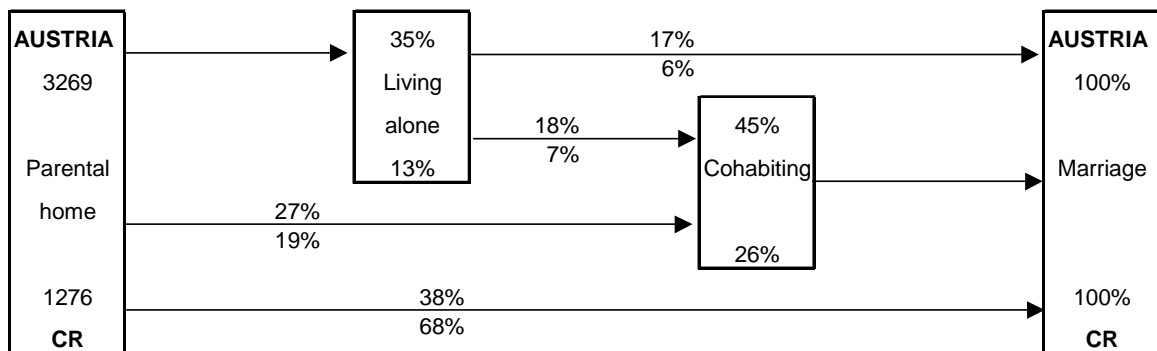 AUSTRIA
3269
Parental
home
1276
CR
35%
Living
alone
13%
17%
6%
18%
7%
27%
19%
38%
68%
45%
Cohabiting
26%
AUSTRIA
100%
Marriage
100%
CR